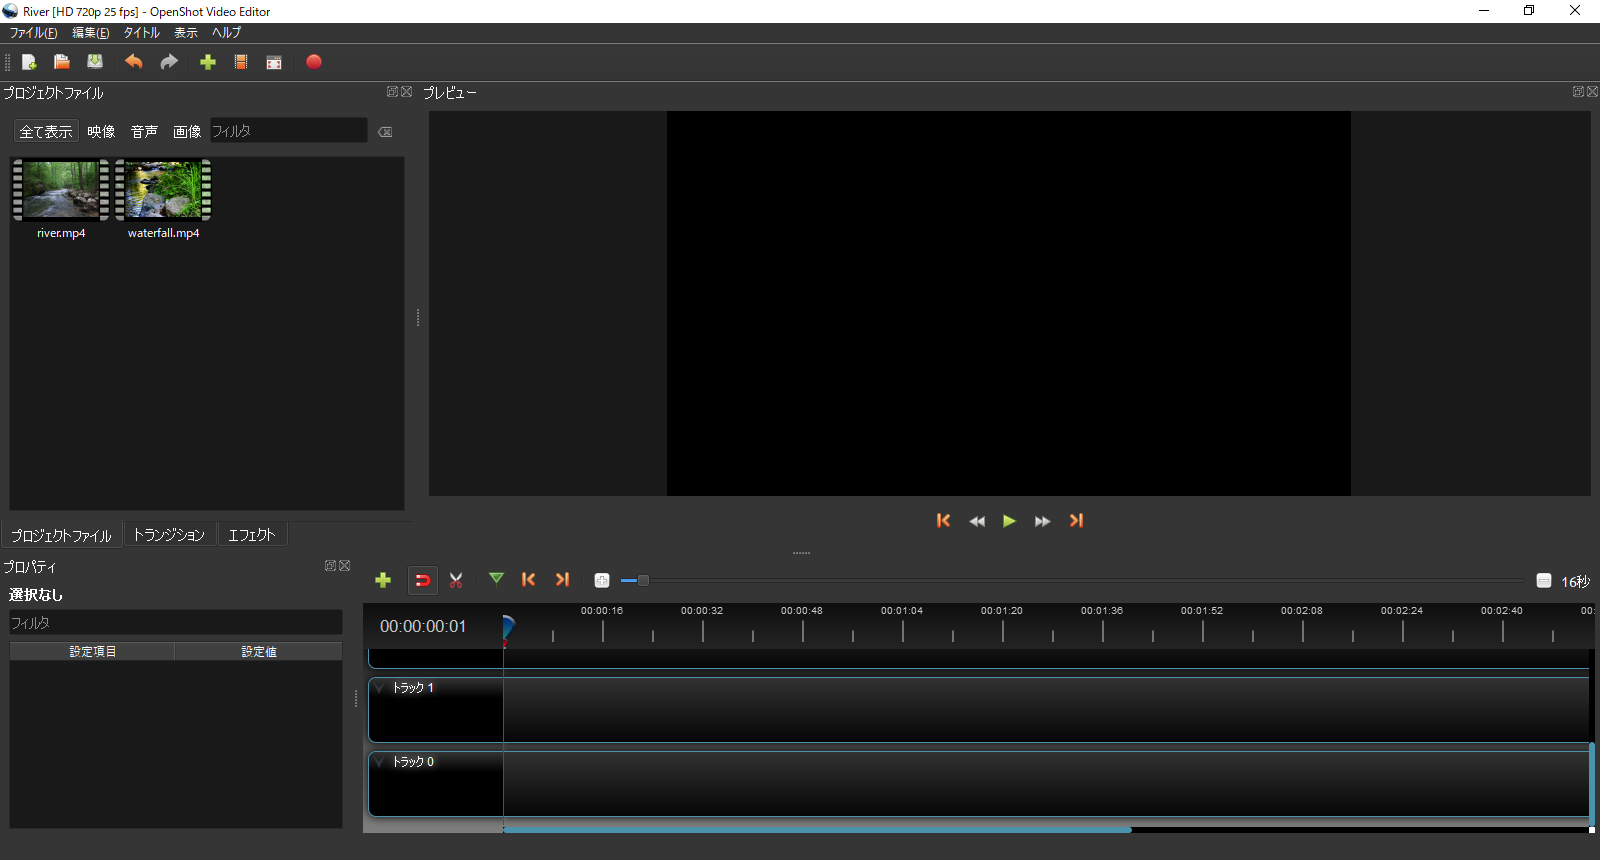 River [HD 720p 25 fps] - OpenShot Video Editor
ファイル(F) 編集(E) タイトル 表示 ヘルプ
プロジェクトファイル
プレビュー
全て表示 映像 音声 画像 フィルタ
river.mp4 waterfall.mp4
プロジェクトファイル トランジション エフェクト
プロパティ
選択なし
フィルタ
設定項目 設定値
16秒
00:00:00:01
00:00:16 00:00:32 00:00:48 00:01:04 00:01:20 00:01:36 00:01:52 00:02:08 00:02:24 00:02:40 00:
トラック 1
トラック 0